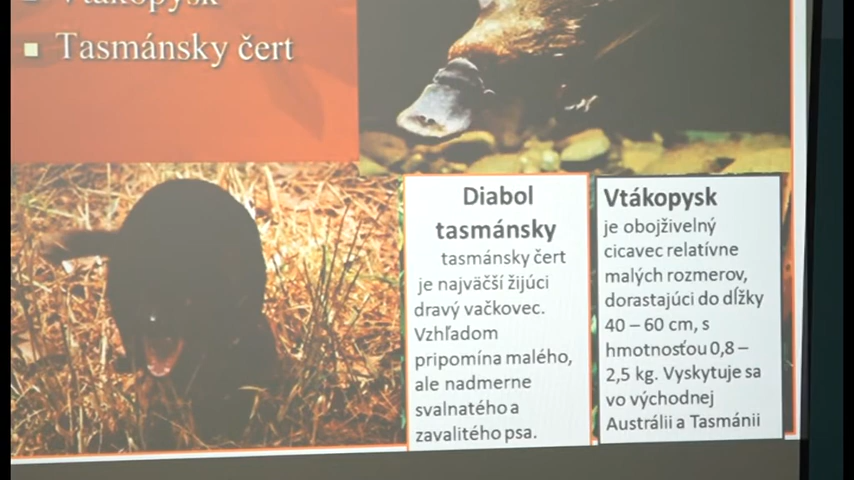 Vtákopysk
Tasmánsky čert
Diabol
tasmánsky
tasmánsky čert
je najväčší žijúci
dravý vačkovec.
Vzhľadom
pripomína malého,
ale nadmerne
svalnatého a
zavalitého psa.
Vtákopysk
je obojživelný
cicavec relatívne
malých rozmerov,
dorastajúci do dĺžky
40 – 60 cm, s
hmotnosťou 0,8 –
2,5 kg. Vyskytuje sa
vo východnej
Austrálii a Tasmánii